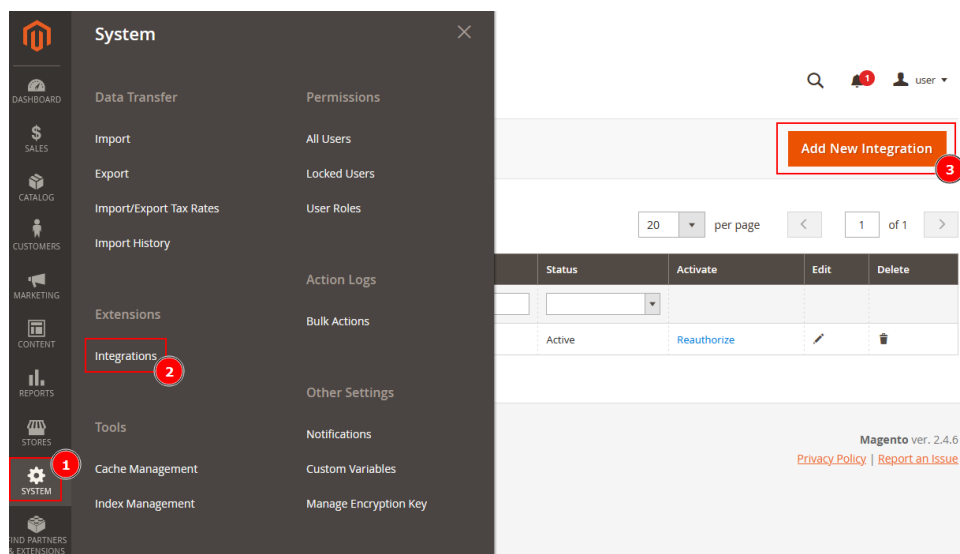 DASHBOARD
SALES
CATALOG
CUSTOMERS
MARKETING
CONTENT
REPORTS
STORES
1
SYSTEM
FIND PARTNERS
& EXTENSIONS
System
Data Transfer
Import
Export
Import/Export Tax Rates
Import History
Extensions
Integrations
2
Tools
Cache Management
Index Management
Permissions
All Users
Locked Users
User Roles
Action Logs
Bulk Actions
Other Settings
Notifications
Custom Variables
Manage Encryption Key
1 user
Add New Integration
3
20 per page 1 of 1
Status Activate Edit Delete
Active Reauthorize
Magento ver. 2.4.6
Privacy Policy | Report an Issue